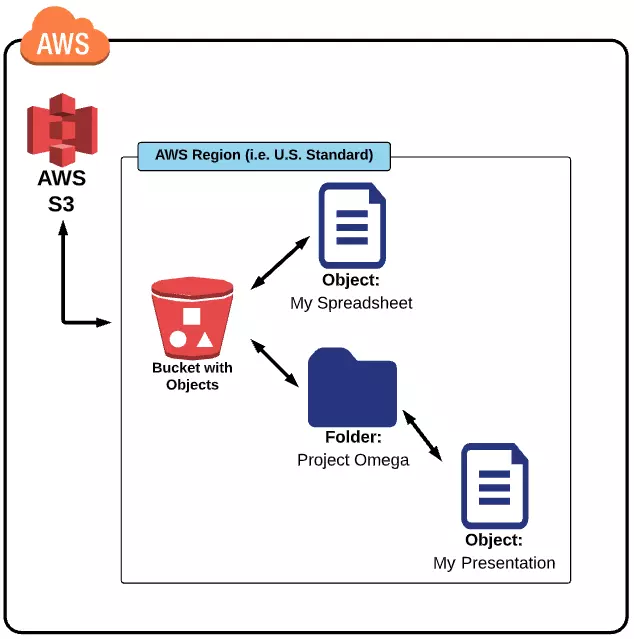 AWS
AWS
S3
AWS Region (i.e. U.S. Standard)
Object:
My Spreadsheet
Bucket with
Objects
Folder:
Project Omega
Object:
My Presentation